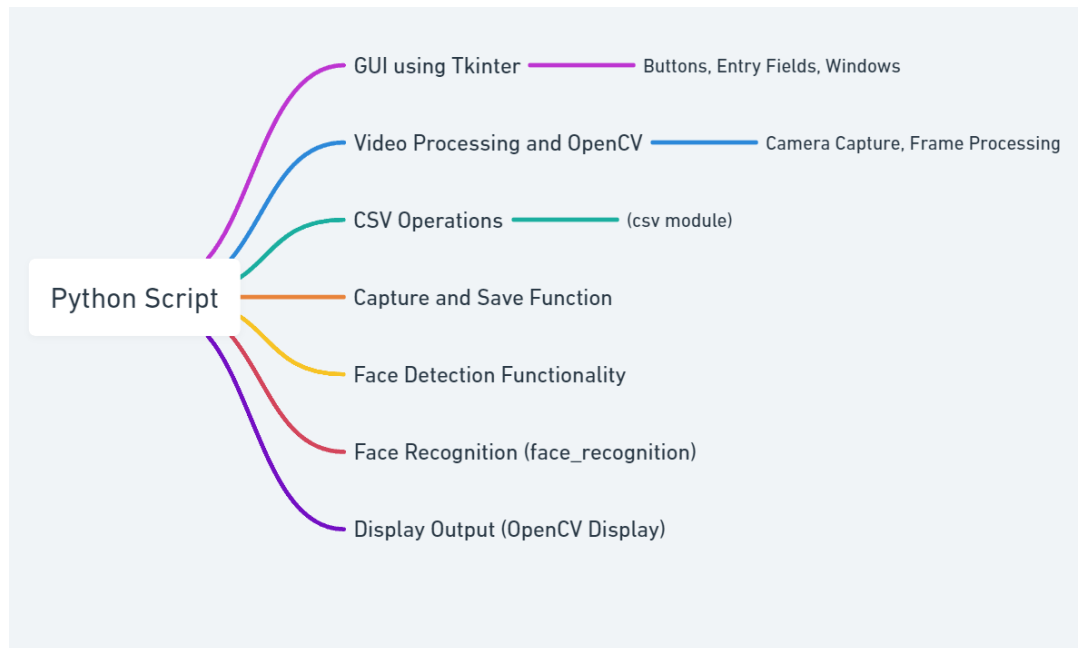 Python Script
GUI using Tkinter
Buttons, Entry Fields, Windows
Video Processing and OpenCV
Camera Capture, Frame Processing
CSV Operations
(csv module)
Capture and Save Function
Face Detection Functionality
Face Recognition (face_recognition)
Display Output (OpenCV Display)